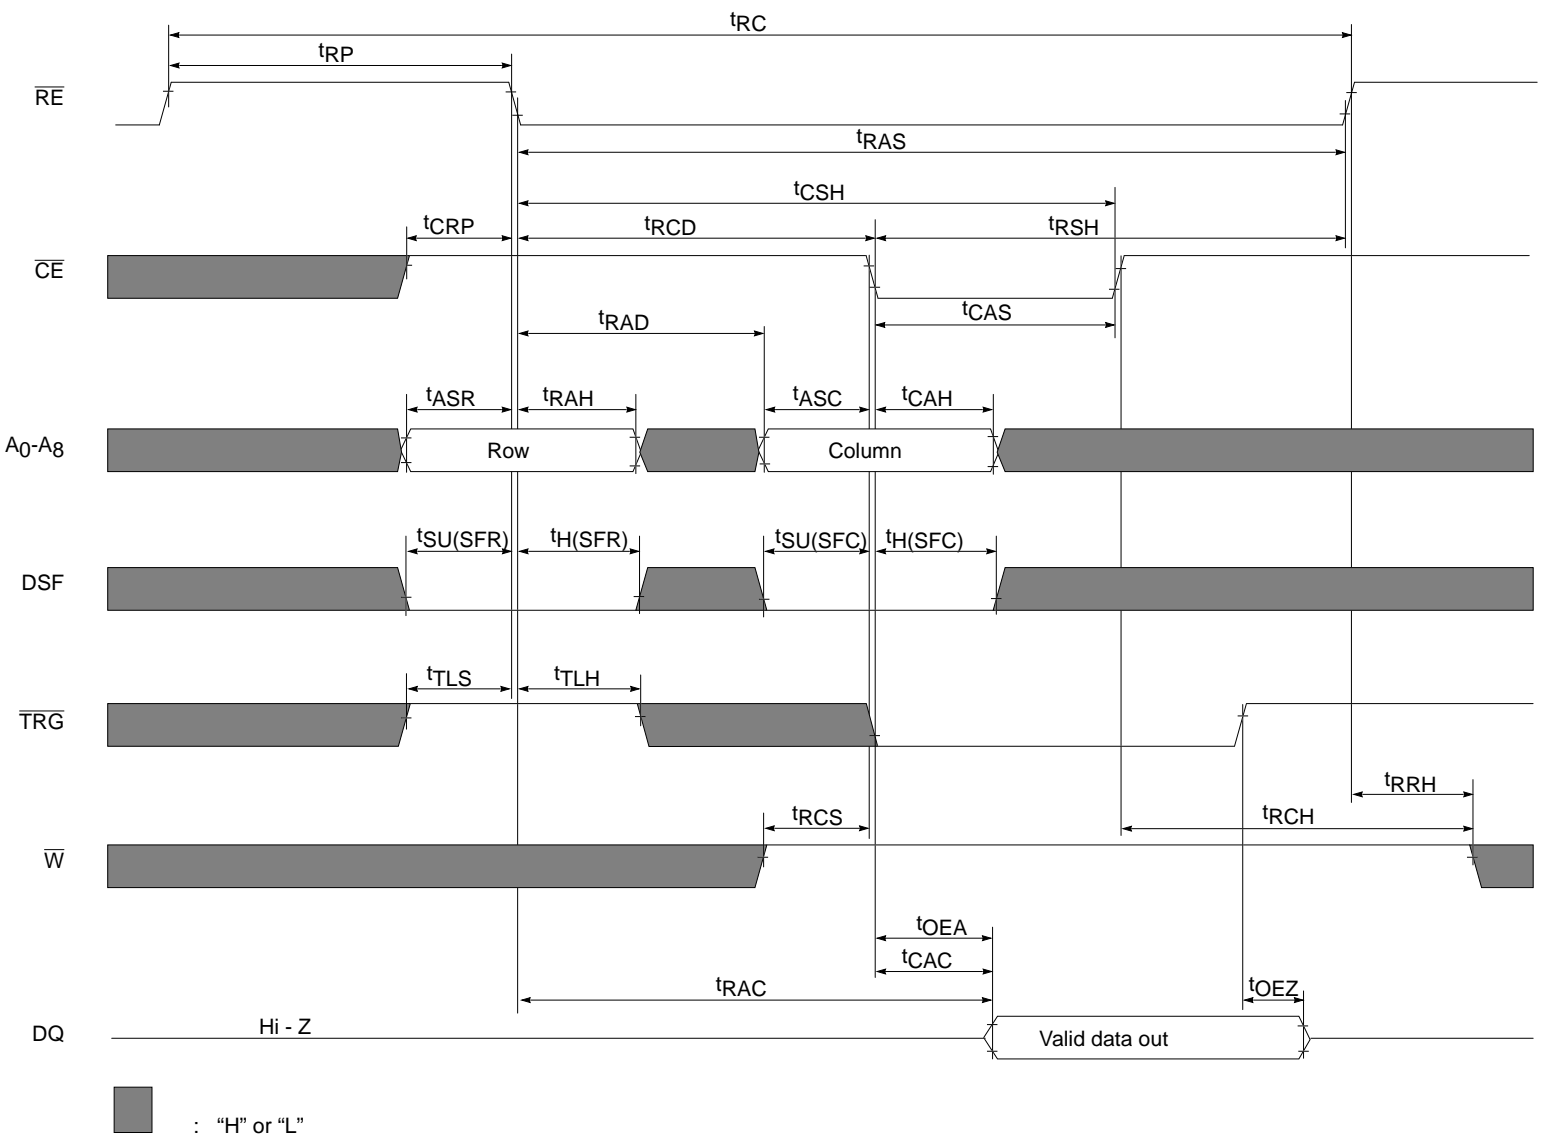 tRC
tRP
RE
tRAS
tCSH
tCRP tRCD tRSH
CE
tCAS
tRAD
tASR tRAH tASC tCAH
A0-A8 Row Column
tSU(SFR) tH(SFR) tSU(SFC) tH(SFC)
DSF
tTLS tTLH
TRG
tRRH
tRCS tRCH
W
tOEA
tCAC
tRAC tOEZ
Hi - Z
DQ Valid data out
: “H” or “L”